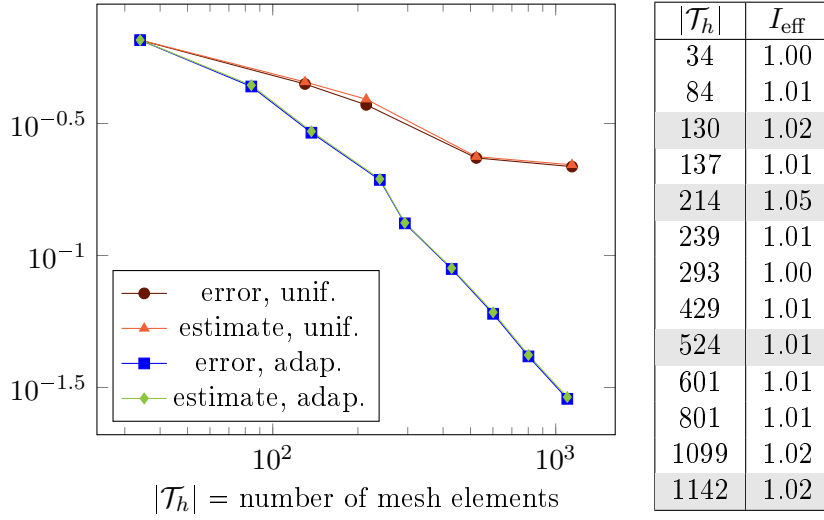 10^−0.5
10^−1
10^−1.5
error, unif.
estimate, unif.
error, adap.
estimate, adap.
10^2 10^3
|𝒯_h| = number of mesh elements
|𝒯_h| I_eff
34 1.00
84 1.01
130 1.02
137 1.01
214 1.05
239 1.01
293 1.00
429 1.01
524 1.01
601 1.01
801 1.01
1099 1.02
1142 1.02